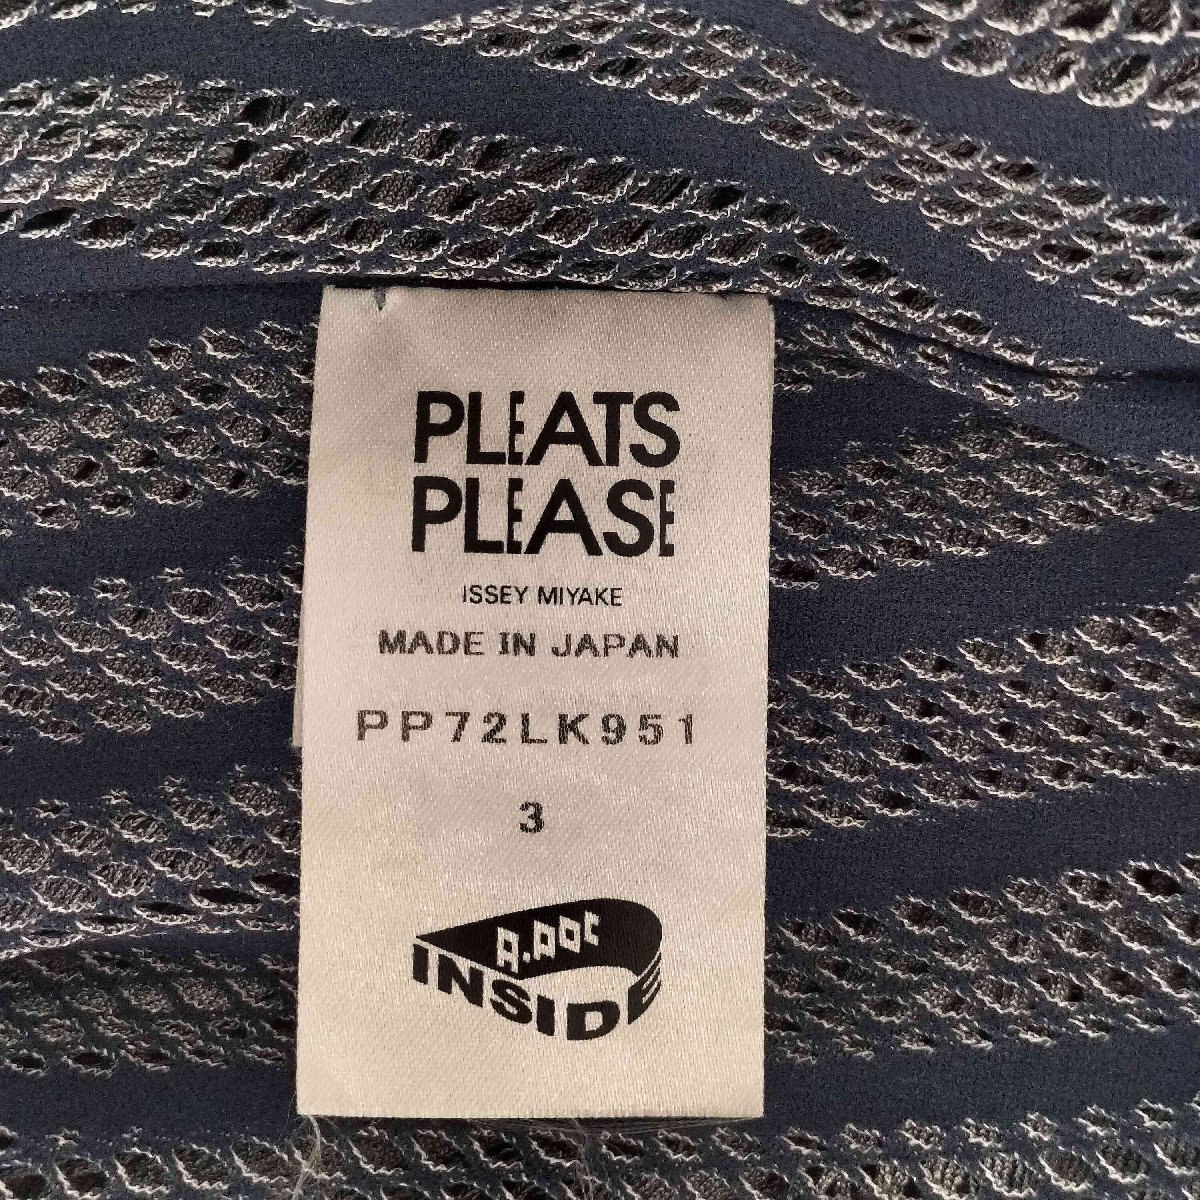 PLEATS
PLEASE
ISSEY MIYAKE
MADE IN JAPAN
PP72LK951
3
A.POC
INSIDE